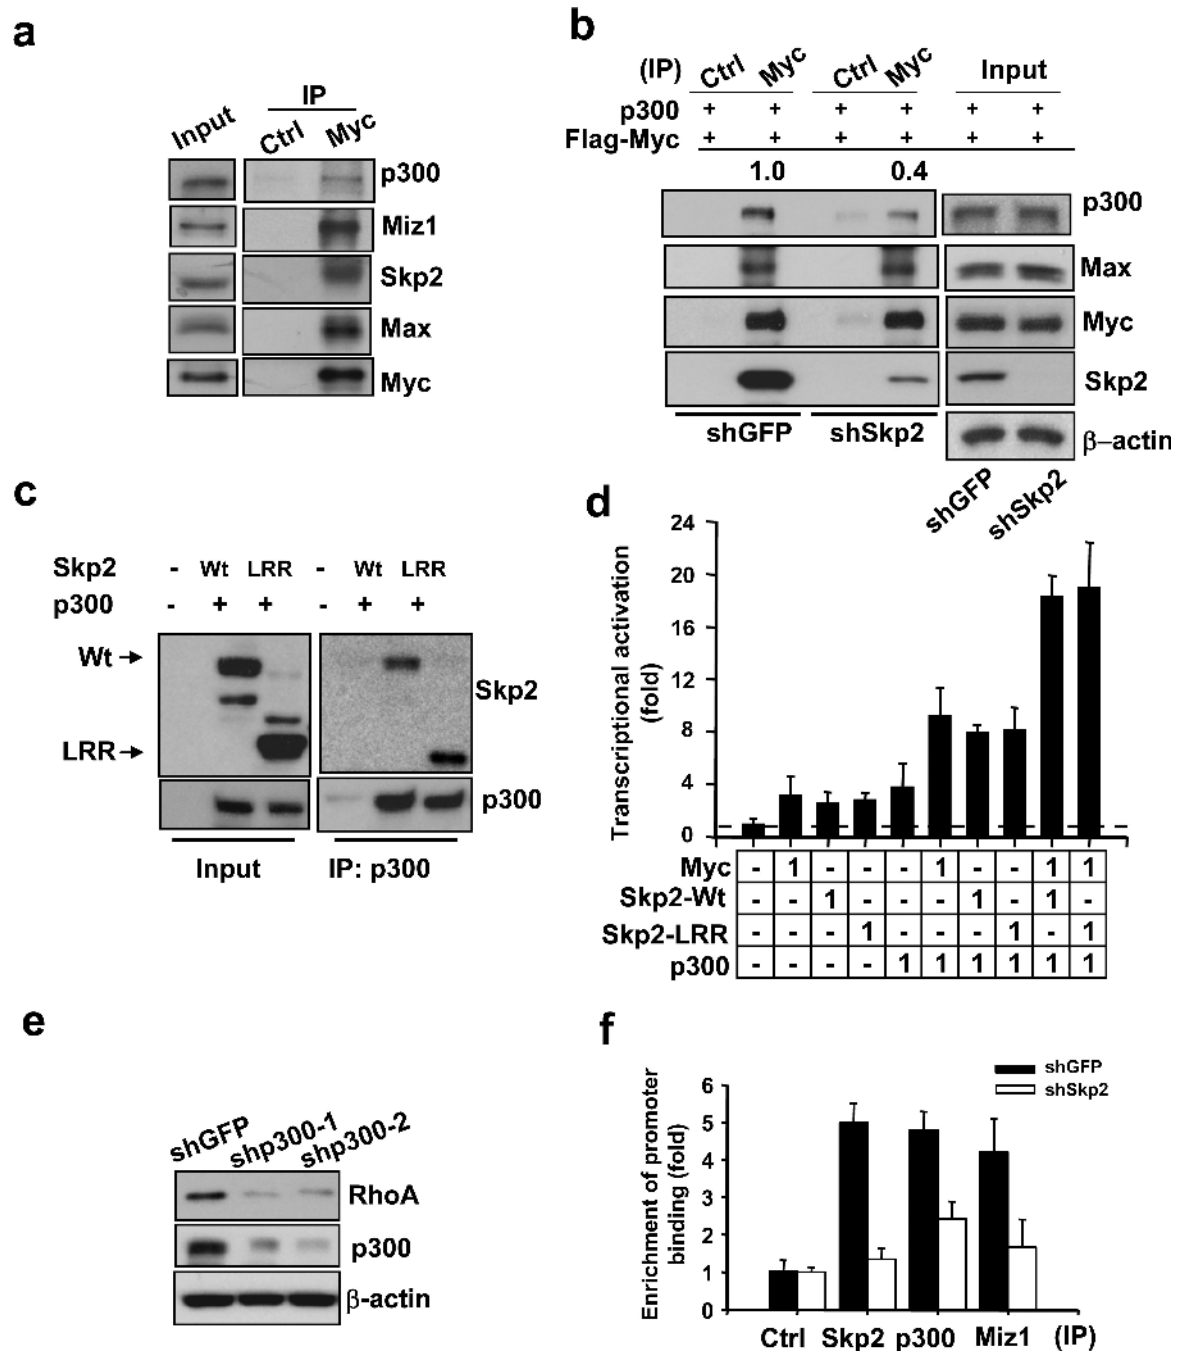 a
IP
Input Ctrl Myc
p300
Miz1
Skp2
Max
Myc
b
(IP) Ctrl Myc Ctrl Myc Input
p300 + + + + + +
Flag-Myc + + + + + +
1.0 0.4
p300
Max
Myc
Skp2
shGFP shSkp2
β–actin
shGFP shSkp2
c
Skp2 - Wt LRR - Wt LRR
p300 - + + - + +
Wt
Skp2
LRR
p300
Input IP: p300
d
Transcriptional activation
(fold)
24
20
16
12
8
4
0
Myc - 1 - - - 1 - - 1 1
Skp2-Wt - - 1 - - - 1 - 1 -
Skp2-LRR - - - 1 - - - 1 - 1
p300 - - - - 1 1 1 1 1 1
e
shGFP shp300-1 shp300-2
RhoA
p300
β-actin
f
shGFP
shSkp2
Enrichment of promoter
binding (fold)
6
5
4
3
2
1
0
Ctrl Skp2 p300 Miz1 (IP)